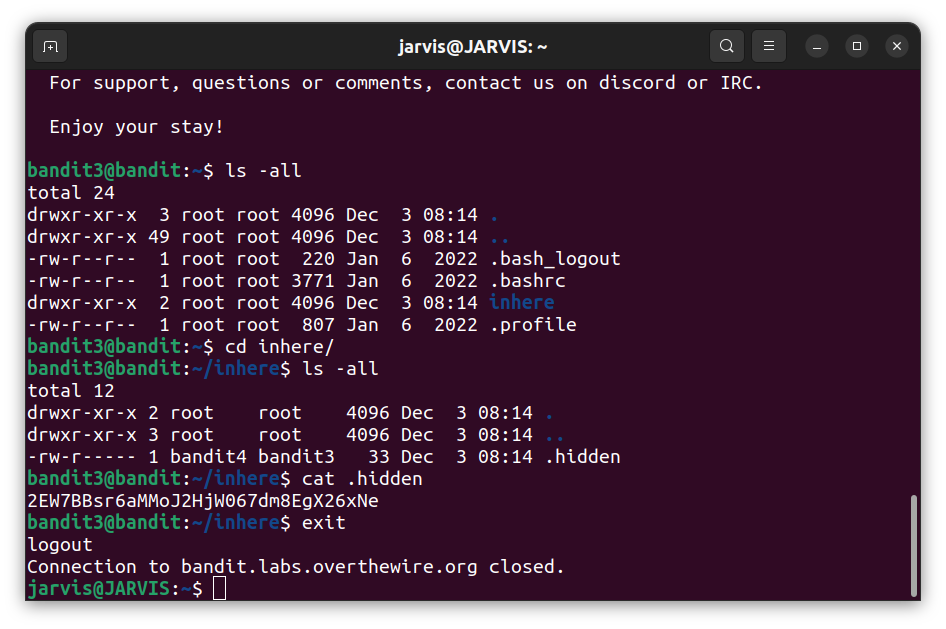 jarvis@JARVIS: ~
For support, questions or comments, contact us on discord or IRC.
Enjoy your stay!
bandit3@bandit:~$ ls -all
total 24
drwxr-xr-x  3 root root 4096 Dec  3 08:14 .
drwxr-xr-x 49 root root 4096 Dec  3 08:14 ..
-rw-r--r--  1 root root  220 Jan  6  2022 .bash_logout
-rw-r--r--  1 root root 3771 Jan  6  2022 .bashrc
drwxr-xr-x  2 root root 4096 Dec  3 08:14 inhere
-rw-r--r--  1 root root  807 Jan  6  2022 .profile
bandit3@bandit:~$ cd inhere/
bandit3@bandit:~/inhere$ ls -all
total 12
drwxr-xr-x 2 root    root    4096 Dec  3 08:14 .
drwxr-xr-x 3 root    root    4096 Dec  3 08:14 ..
-rw-r----- 1 bandit4 bandit3   33 Dec  3 08:14 .hidden
bandit3@bandit:~/inhere$ cat .hidden
2EW7BBsr6aMMoJ2HjW067dm8EgX26xNe
bandit3@bandit:~/inhere$ exit
logout
Connection to bandit.labs.overthewire.org closed.
jarvis@JARVIS:~$